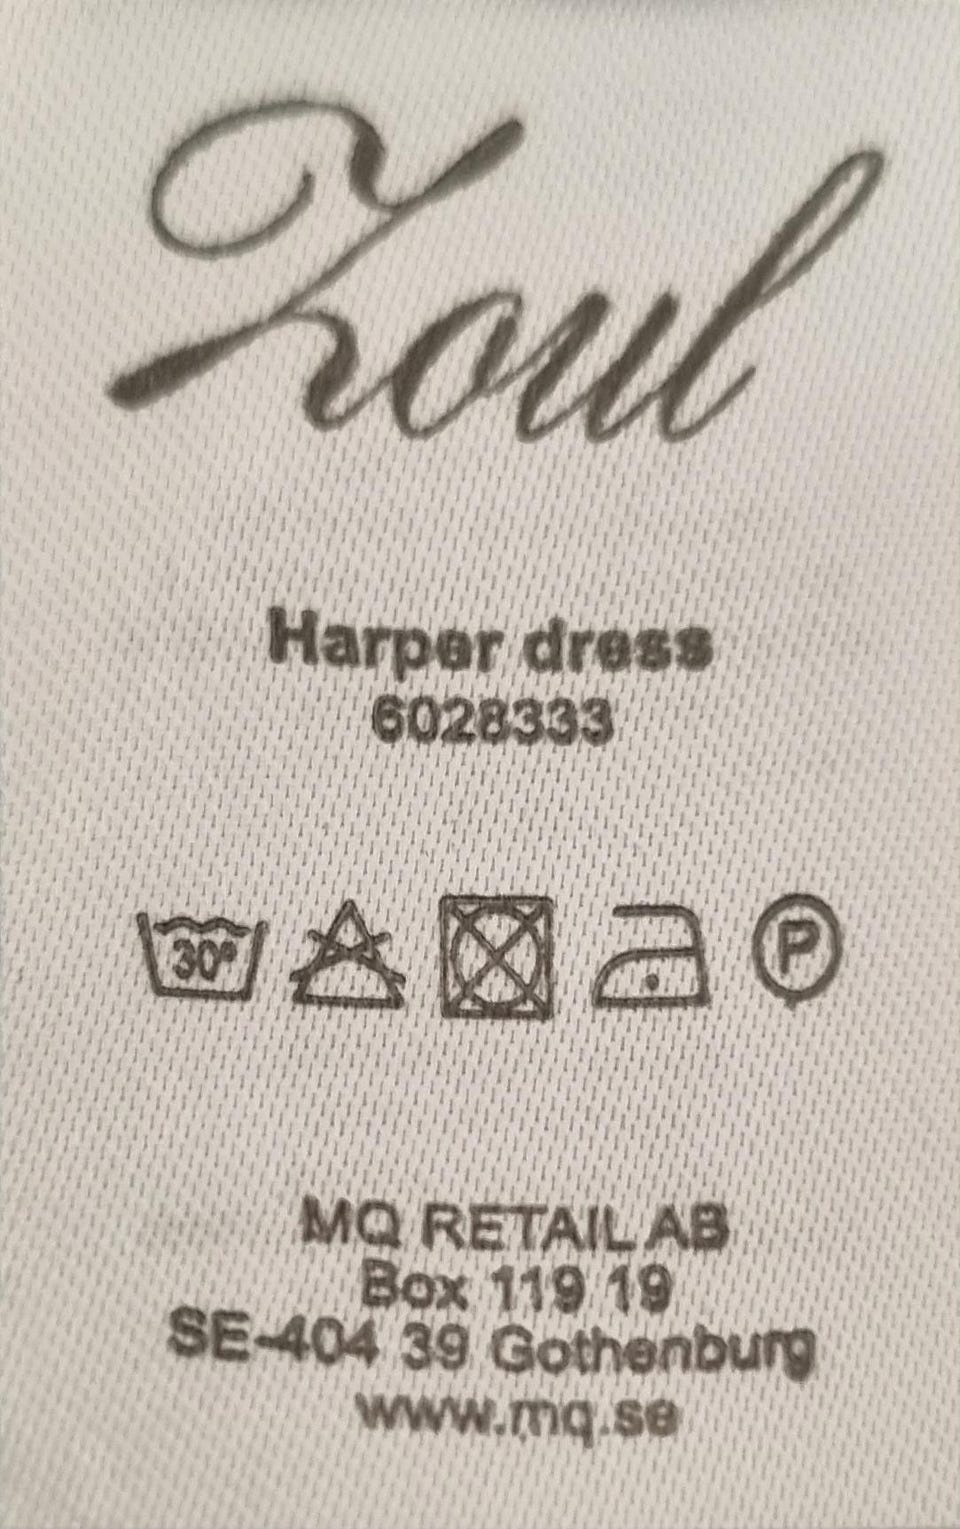 Zoul
Harper dress
6028333
30°
P
MQ RETAIL AB
Box 119 19
SE-404 39 Gothenburg
www.mq.se